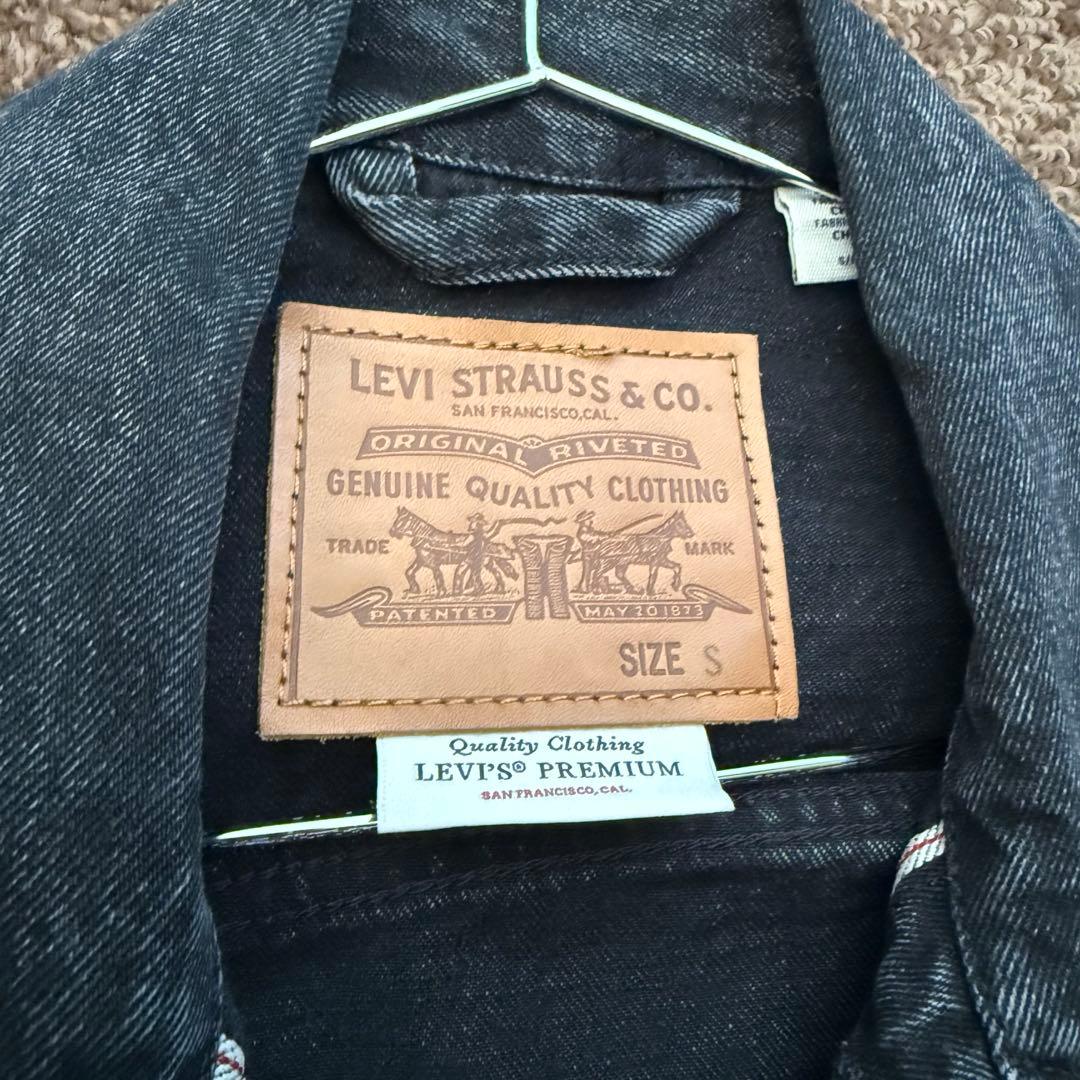 LEVI STRAUSS & CO.
SAN FRANCISCO, CAL.
ORIGINAL RIVETED
GENUINE QUALITY CLOTHING
TRADE MARK
PATENTED MAY 20 1873
SIZE S
Quality Clothing
LEVI'S® PREMIUM
SAN FRANCISCO, CAL.